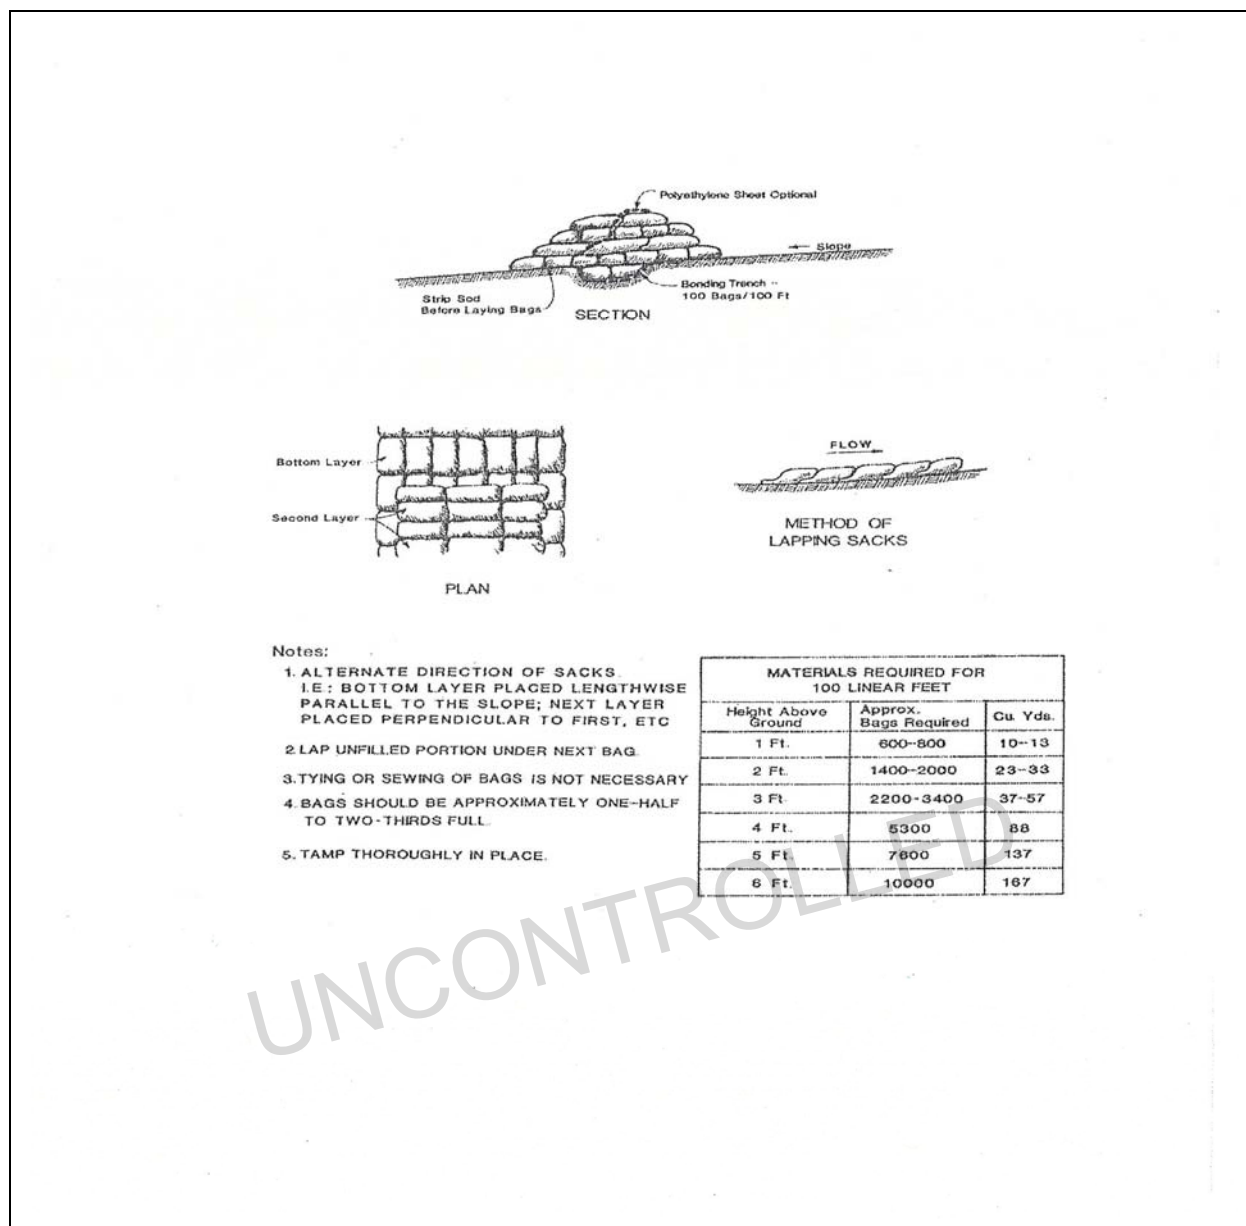 Polyethylene Sheet Optional
Slope
Strip Sod
Before Laying Bags
Bonding Trench --
100 Bags/100 Ft
SECTION
Bottom Layer
Second Layer
PLAN
FLOW
METHOD OF
LAPPING SACKS
Notes:
1. ALTERNATE DIRECTION OF SACKS.
I.E.: BOTTOM LAYER PLACED LENGTHWISE
PARALLEL TO THE SLOPE; NEXT LAYER
PLACED PERPENDICULAR TO FIRST, ETC
2. LAP UNFILLED PORTION UNDER NEXT BAG.
3. TYING OR SEWING OF BAGS IS NOT NECESSARY
4. BAGS SHOULD BE APPROXIMATELY ONE-HALF
TO TWO-THIRDS FULL.
5. TAMP THOROUGHLY IN PLACE.
MATERIALS REQUIRED FOR
100 LINEAR FEET
Height Above Ground Approx. Bags Required Cu. Yds.
1 Ft. 600-800 10-13
2 Ft. 1400-2000 23-33
3 Ft. 2200-3400 37-57
4 Ft. 5300 88
5 Ft. 7600 137
6 Ft. 10000 167
UNCONTROLLED